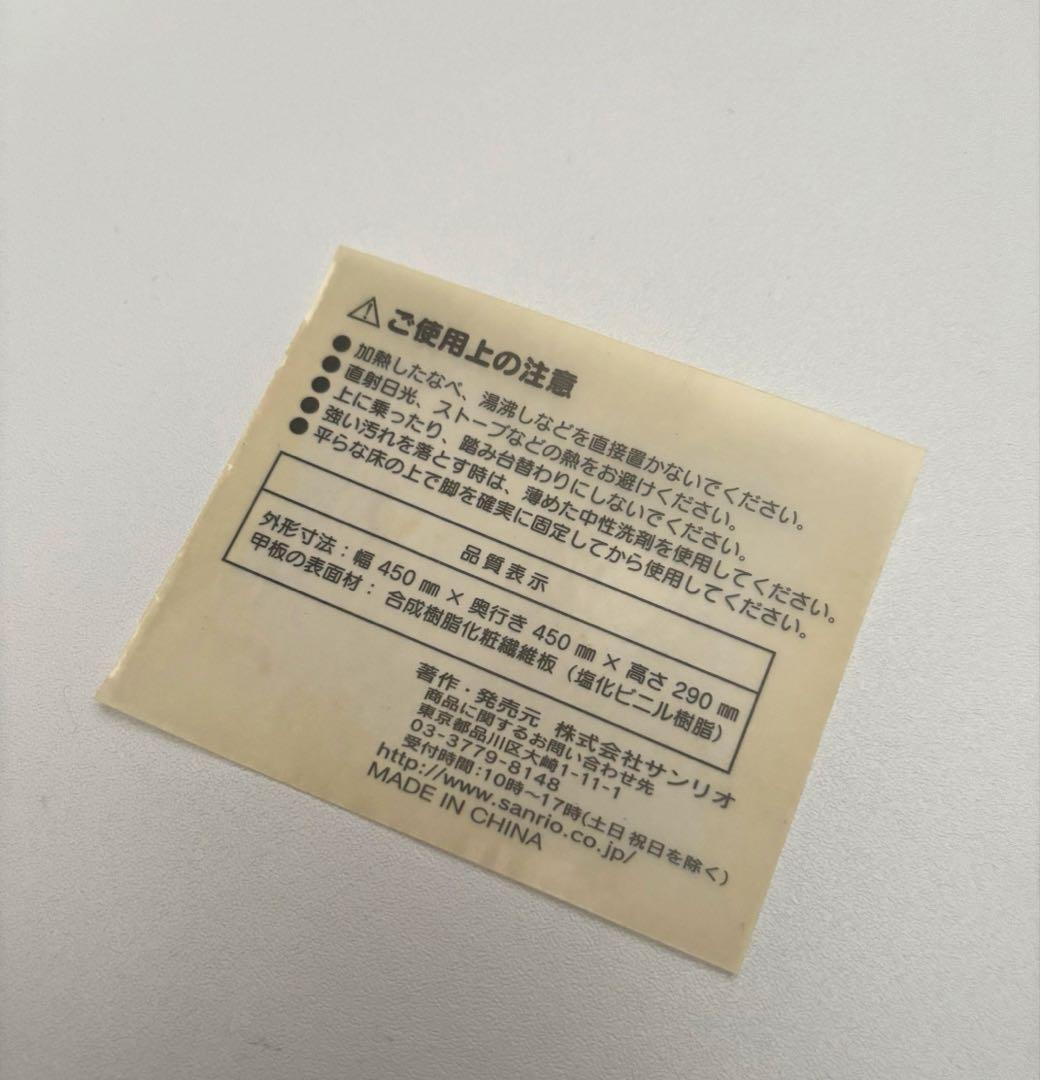 ⚠ご使用上の注意
●加熱したなべ、湯沸しなどを直接置かないでください。
●直射日光、ストーブなどの熱をお避けください。
●上に乗ったり、踏み台替わりにしないでください。
●強い汚れを落とす時は、薄めた中性洗剤を使用してください。
●平らな床の上で脚を確実に固定してから使用してください。
品質表示
外形寸法：幅 450 ㎜ × 奥行き 450 ㎜ × 高さ 290 ㎜
甲板の表面材：合成樹脂化粧繊維板（塩化ビニル樹脂）
著作・発売元 株式会社サンリオ
商品に関するお問い合わせ先
東京都品川区大崎1-11-1
03-3779-8148
受付時間：10時〜17時(土日 祝日を除く)
http://www.sanrio.co.jp/
MADE IN CHINA